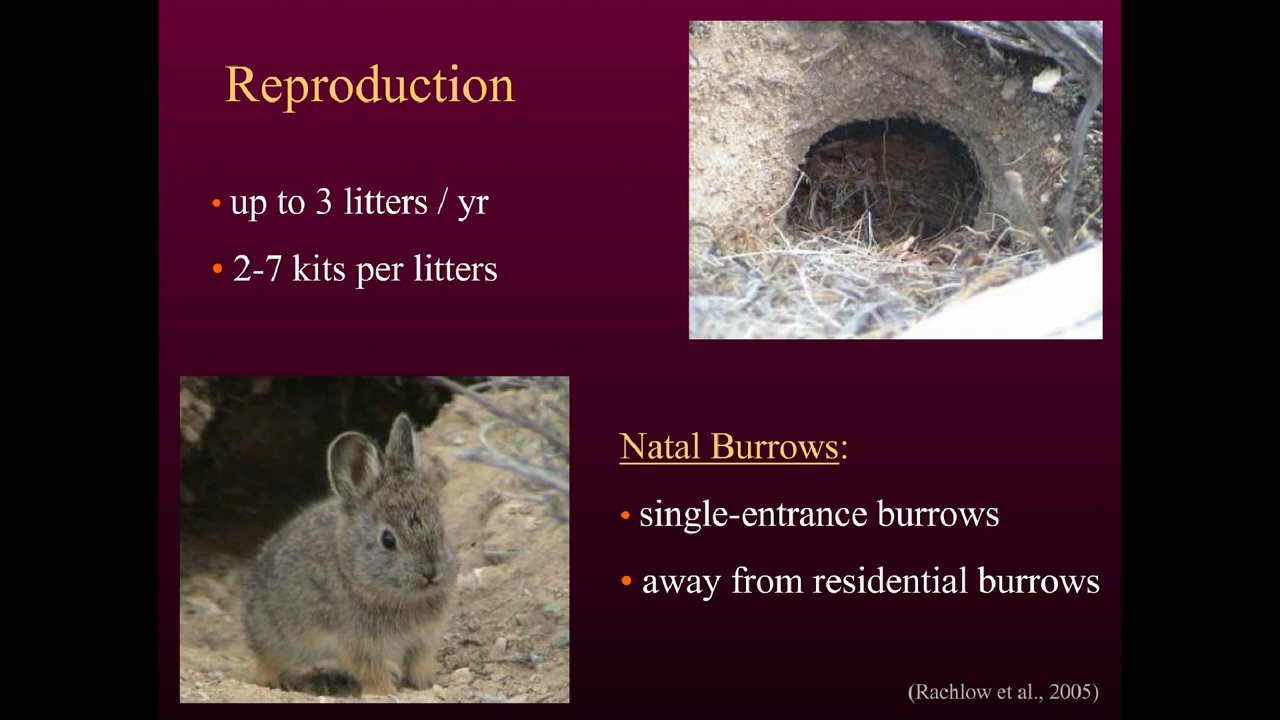 Reproduction
• up to 3 litters / yr
• 2-7 kits per litters
Natal Burrows:
• single-entrance burrows
• away from residential burrows
(Rachlow et al., 2005)